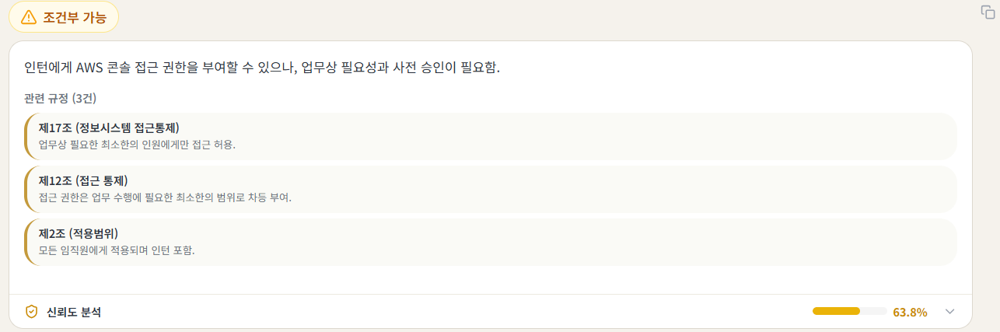 조건부 가능
인턴에게 AWS 콘솔 접근 권한을 부여할 수 있으나, 업무상 필요성과 사전 승인이 필요함.
관련 규정 (3건)
제17조 (정보시스템 접근통제)
업무상 필요한 최소한의 인원에게만 접근 허용.
제12조 (접근 통제)
접근 권한은 업무 수행에 필요한 최소한의 범위로 차등 부여.
제2조 (적용범위)
모든 임직원에게 적용되며 인턴 포함.
신뢰도 분석 63.8%